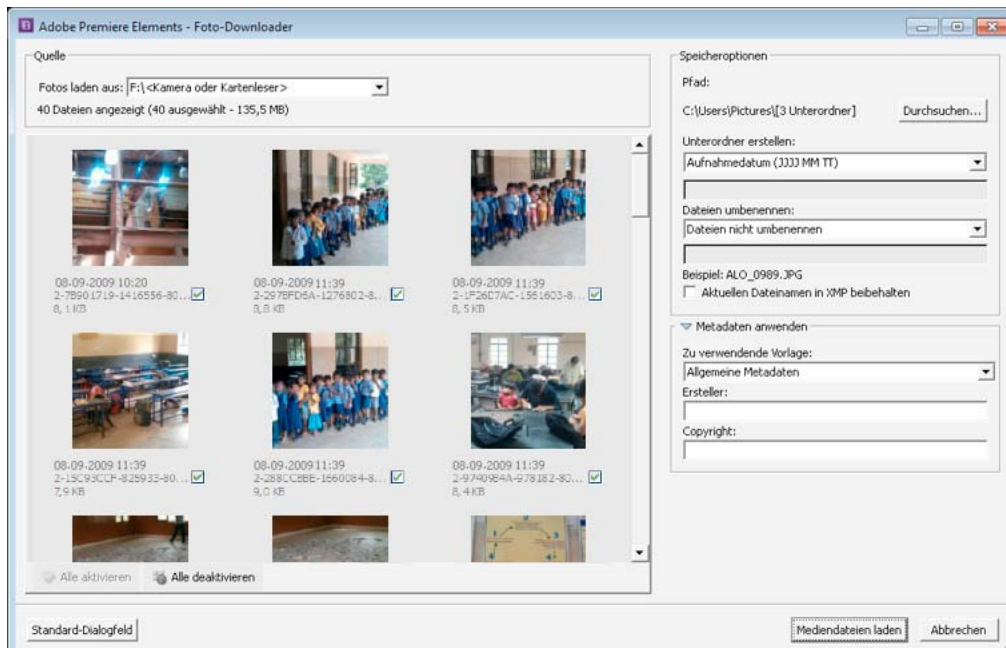 Adobe Premiere Elements - Foto-Downloader
Quelle
Fotos laden aus: F:\<Kamera oder Kartenleser>
40 Dateien angezeigt (40 ausgewählt - 135,5 MB)
08-09-2009 10:20
8, 1 KB
08-09-2009 11:39
8,8 KB
08-09-2009 11:39
8, 5 KB
08-09-2009 11:39
7,9 KB
08-09-2009 11:39
9,0 KB
08-09-2009 11:39
8, 4 KB
Alle aktivieren
Alle deaktivieren
Speicheroptionen
Pfad:
C:\Users\Pictures\[3 Unterordner]
Durchsuchen...
Unterordner erstellen:
Aufnahmedatum (JJJJ MM TT)
Dateien umbenennen:
Dateien nicht umbenennen
Beispiel: ALO_0989.JPG
Aktuellen Dateinamen in XMP beibehalten
Metadaten anwenden
Zu verwendende Vorlage:
Allgemeine Metadaten
Ersteller:
Copyright:
Standard-Dialogfeld
Mediendateien laden
Abbrechen